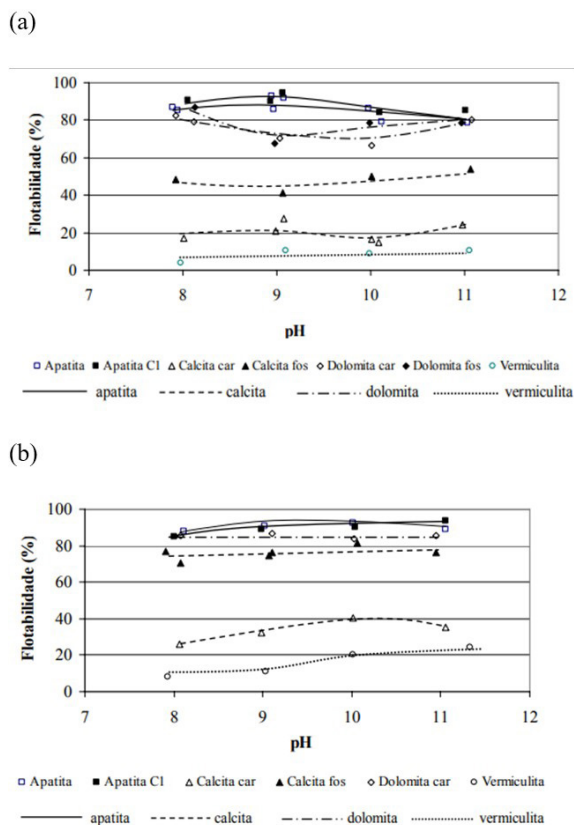 (a)
100
80
60
40
20
0
Flotabilidade (%)
7 8 9 10 11 12
pH
Apatita Apatita Cl Calcita car Calcita fos Dolomita car Dolomita fos Vermiculita
apatita calcita dolomita vermiculita
(b)
100
80
60
40
20
0
Flotabilidade (%)
7 8 9 10 11 12
pH
Apatita Apatita Cl Calcita car Calcita fos Dolomita car Vermiculita
apatita calcita dolomita vermiculita